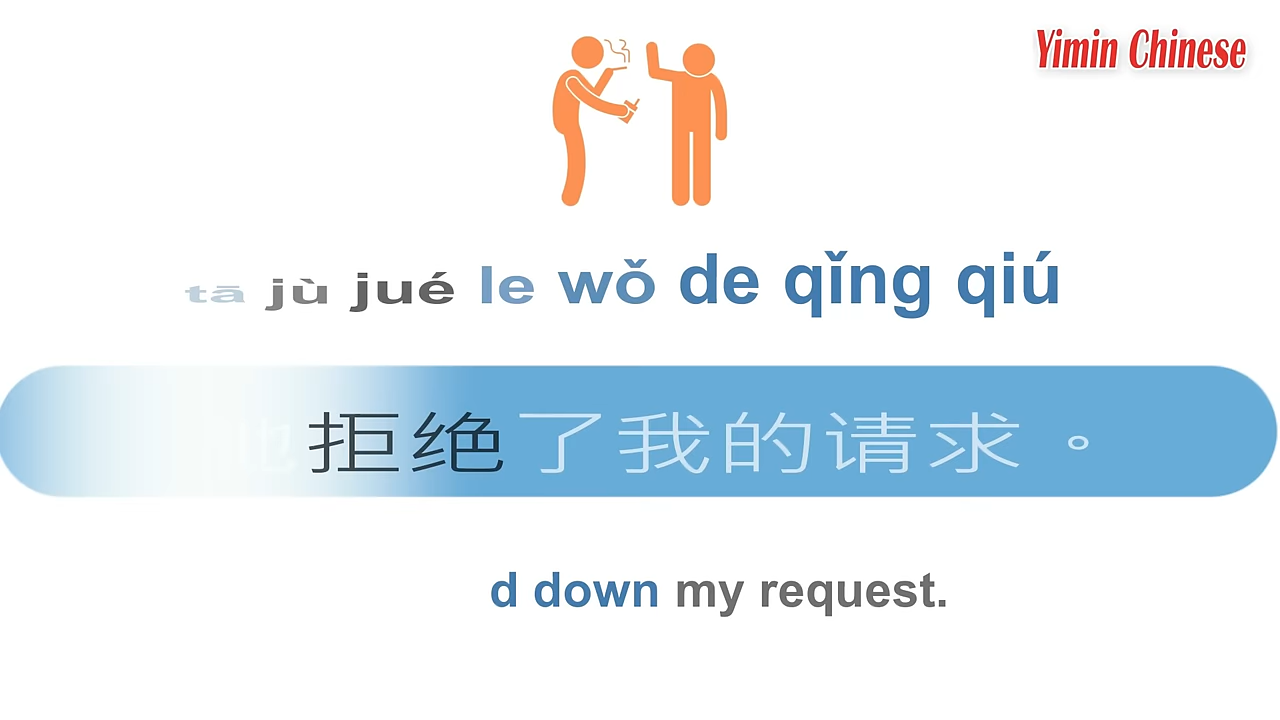 Yimin Chinese
tā jù jué le wǒ de qǐng qiú
他拒绝了我的请求。
d down my request.